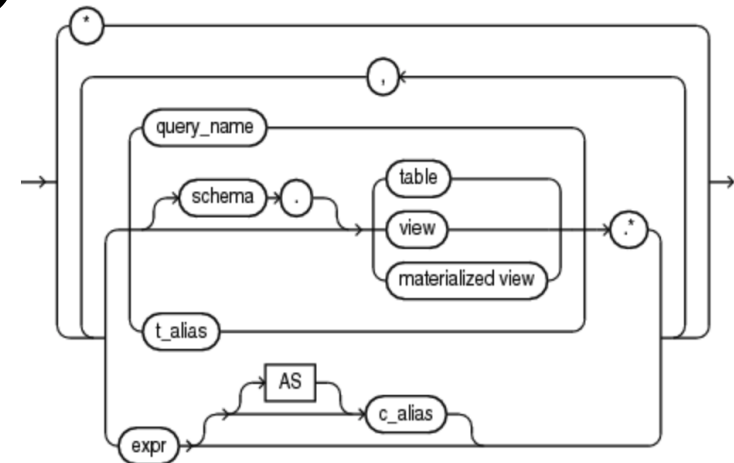 *
,
query_name
table
schema
.
view
.*
materialized view
t_alias
AS
c_alias
expr